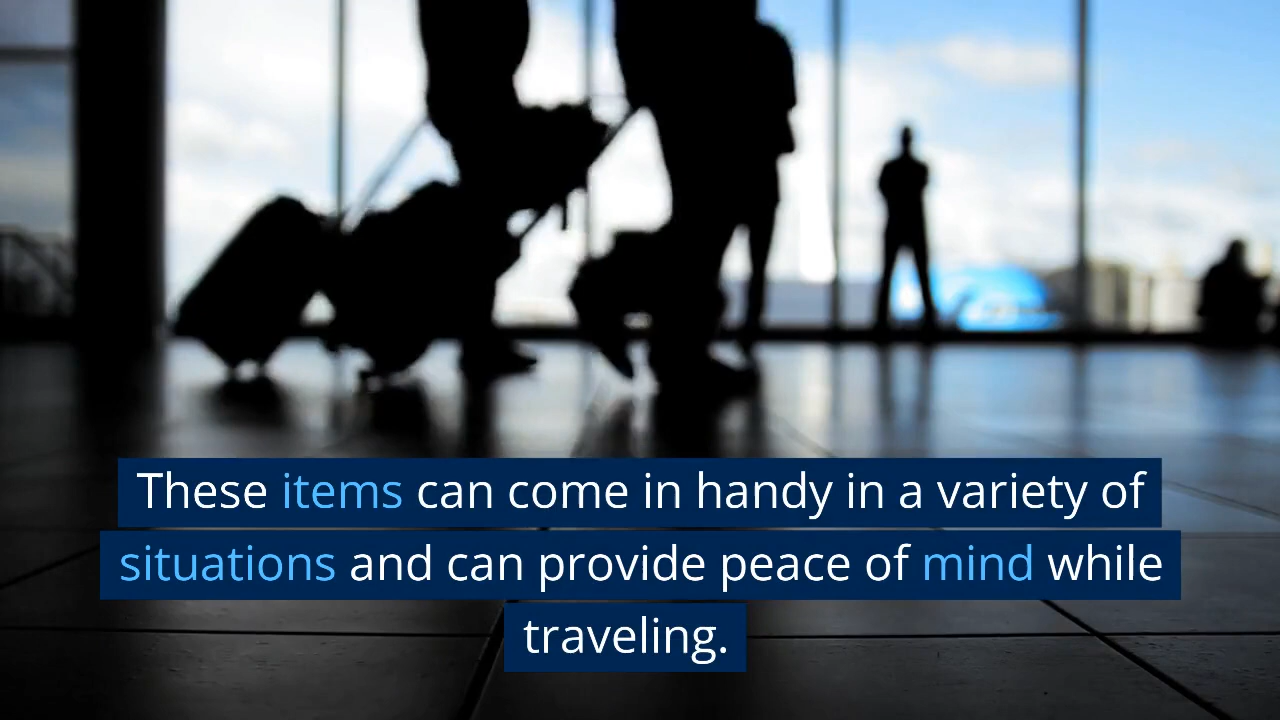 These items can come in handy in a variety of
situations and can provide peace of mind while
traveling.